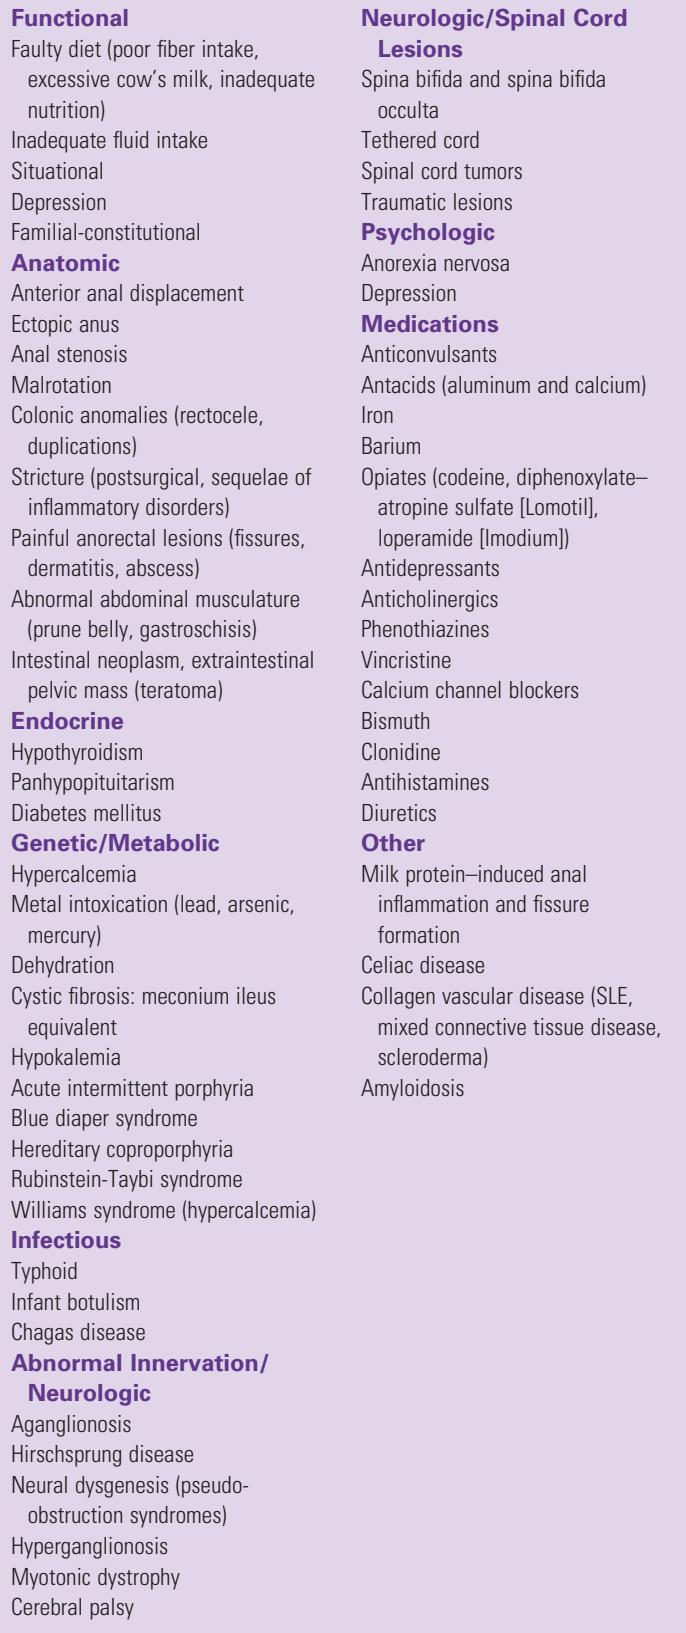 Functional
Faulty diet (poor fiber intake,
excessive cow's milk, inadequate
nutrition)
Inadequate fluid intake
Situational
Depression
Familial-constitutional
Anatomic
Anterior anal displacement
Ectopic anus
Anal stenosis
Malrotation
Colonic anomalies (rectocele,
duplications)
Stricture (postsurgical, sequelae of
inflammatory disorders)
Painful anorectal lesions (fissures,
dermatitis, abscess)
Abnormal abdominal musculature
(prune belly, gastroschisis)
Intestinal neoplasm, extraintestinal
pelvic mass (teratoma)
Endocrine
Hypothyroidism
Panhypopituitarism
Diabetes mellitus
Genetic/Metabolic
Hypercalcemia
Metal intoxication (lead, arsenic,
mercury)
Dehydration
Cystic fibrosis: meconium ileus
equivalent
Hypokalemia
Acute intermittent porphyria
Blue diaper syndrome
Hereditary coproporphyria
Rubinstein-Taybi syndrome
Williams syndrome (hypercalcemia)
Infectious
Typhoid
Infant botulism
Chagas disease
Abnormal Innervation/
Neurologic
Aganglionosis
Hirschsprung disease
Neural dysgenesis (pseudo-
obstruction syndromes)
Hyperganglionosis
Myotonic dystrophy
Cerebral palsy
Neurologic/Spinal Cord
Lesions
Spina bifida and spina bifida
occulta
Tethered cord
Spinal cord tumors
Traumatic lesions
Psychologic
Anorexia nervosa
Depression
Medications
Anticonvulsants
Antacids (aluminum and calcium)
Iron
Barium
Opiates (codeine, diphenoxylate–
atropine sulfate [Lomotil],
loperamide [Imodium])
Antidepressants
Anticholinergics
Phenothiazines
Vincristine
Calcium channel blockers
Bismuth
Clonidine
Antihistamines
Diuretics
Other
Milk protein–induced anal
inflammation and fissure
formation
Celiac disease
Collagen vascular disease (SLE,
mixed connective tissue disease,
scleroderma)
Amyloidosis